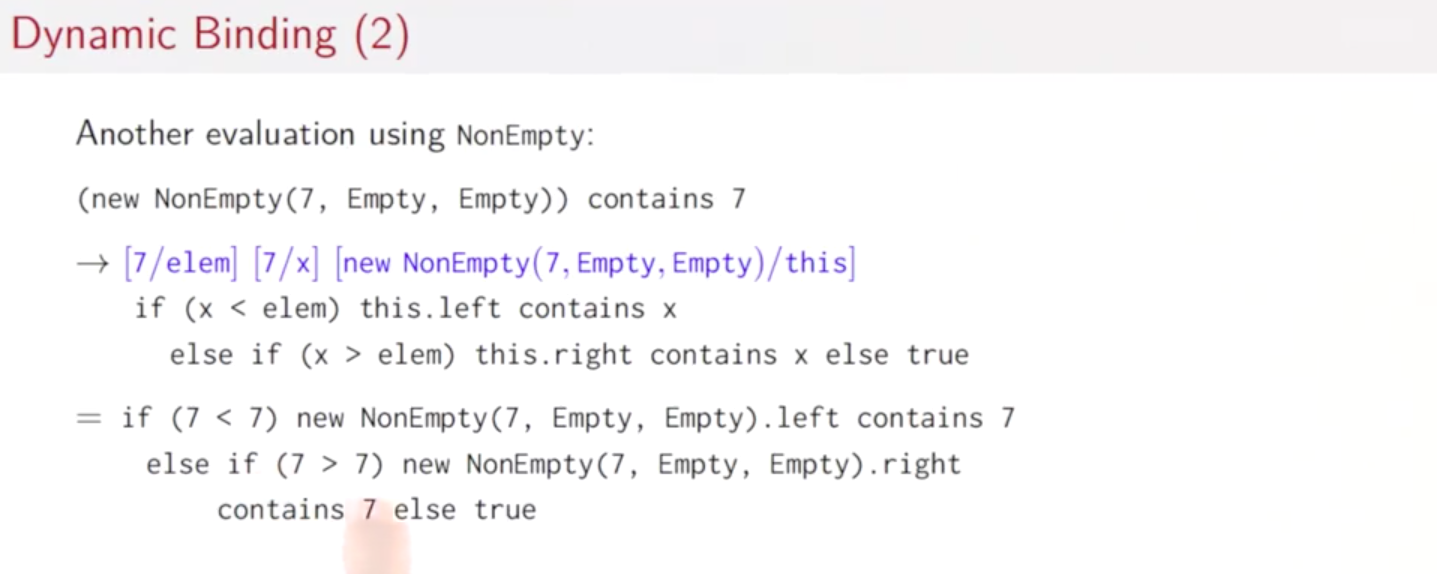 Dynamic Binding (2)
Another evaluation using NonEmpty:
(new NonEmpty(7, Empty, Empty)) contains 7
→ [7/elem] [7/x] [new NonEmpty(7, Empty, Empty)/this]
if (x < elem) this.left contains x
else if (x > elem) this.right contains x else true
= if (7 < 7) new NonEmpty(7, Empty, Empty).left contains 7
else if (7 > 7) new NonEmpty(7, Empty, Empty).right
contains 7 else true